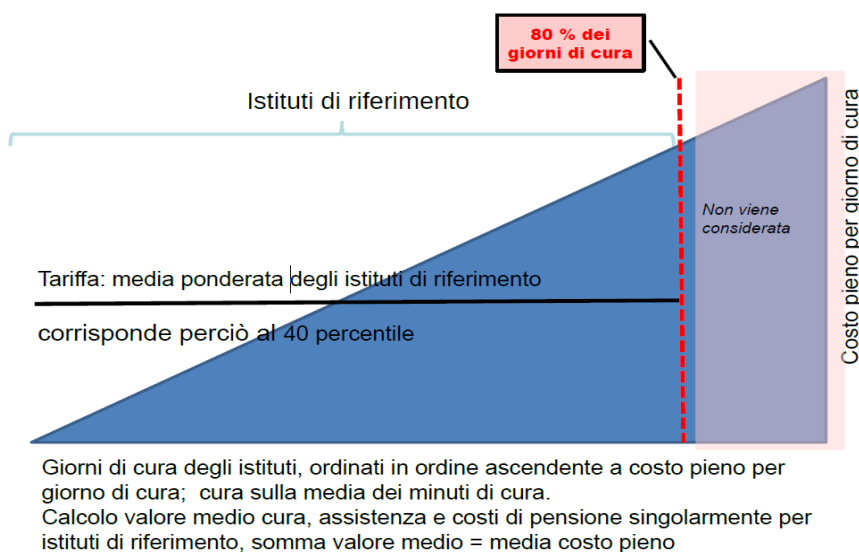 80 % dei
giorni di cura
Istituti di riferimento
Costo pieno per giorno di cura
Non viene
considerata
Tariffa: media ponderata degli istituti di riferimento
corrisponde perciò al 40 percentile
Giorni di cura degli istituti, ordinati in ordine ascendente a costo pieno per
giorno di cura;  cura sulla media dei minuti di cura.
Calcolo valore medio cura, assistenza e costi di pensione singolarmente per
istituti di riferimento, somma valore medio = media costo pieno